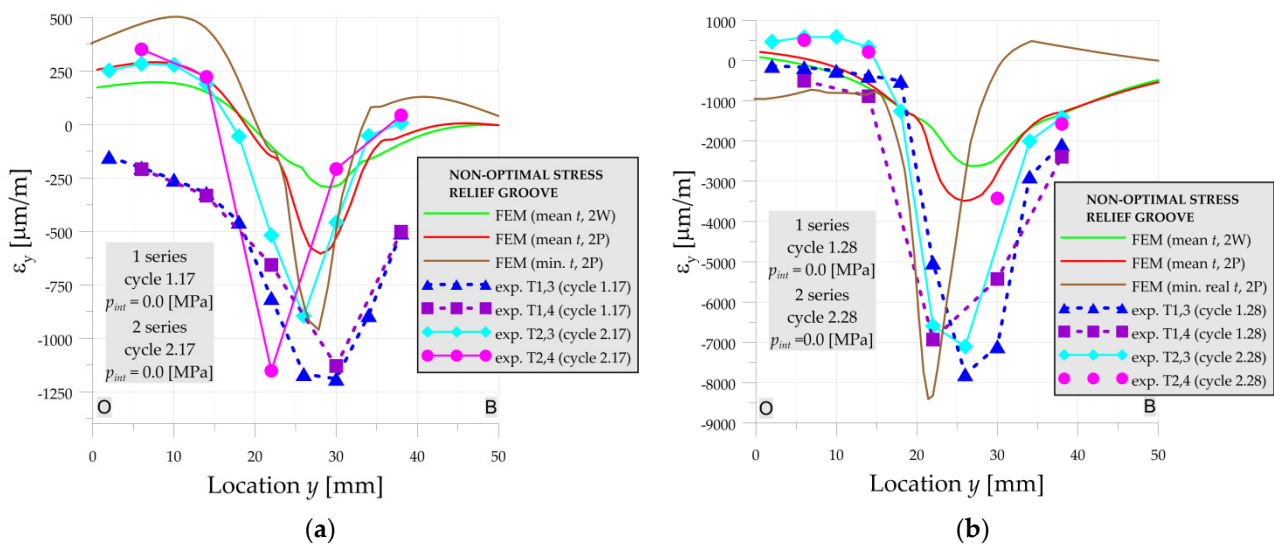 500
250
0
-250
-500
-750
-1000
-1250
εy [μm/m]
NON-OPTIMAL STRESS
RELIEF GROOVE
FEM (mean t, 2W)
FEM (mean t, 2P)
FEM (min. t, 2P)
exp. T1,3 (cycle 1.17)
exp. T1,4 (cycle 1.17)
exp. T2,3 (cycle 2.17)
exp. T2,4 (cycle 2.17)
1 series
cycle 1.17
pint = 0.0 [MPa]
2 series
cycle 2.17
pint = 0.0 [MPa]
O B
0 10 20 30 40 50
Location y [mm]
(a)
1000
0
-1000
-2000
-3000
-4000
-5000
-6000
-7000
-8000
-9000
εy [μm/m]
NON-OPTIMAL STRESS
RELIEF GROOVE
FEM (mean t, 2W)
FEM (mean t, 2P)
FEM (min. real t, 2P)
exp. T1,3 (cycle 1.28)
exp. T1,4 (cycle 1.28)
exp. T2,3 (cycle 2.28)
exp. T2,4 (cycle 2.28)
1 series
cycle 1.28
pint = 0.0 [MPa]
2 series
cycle 2.28
pint =0.0 [MPa]
O B
0 10 20 30 40 50
Location y [mm]
(b)